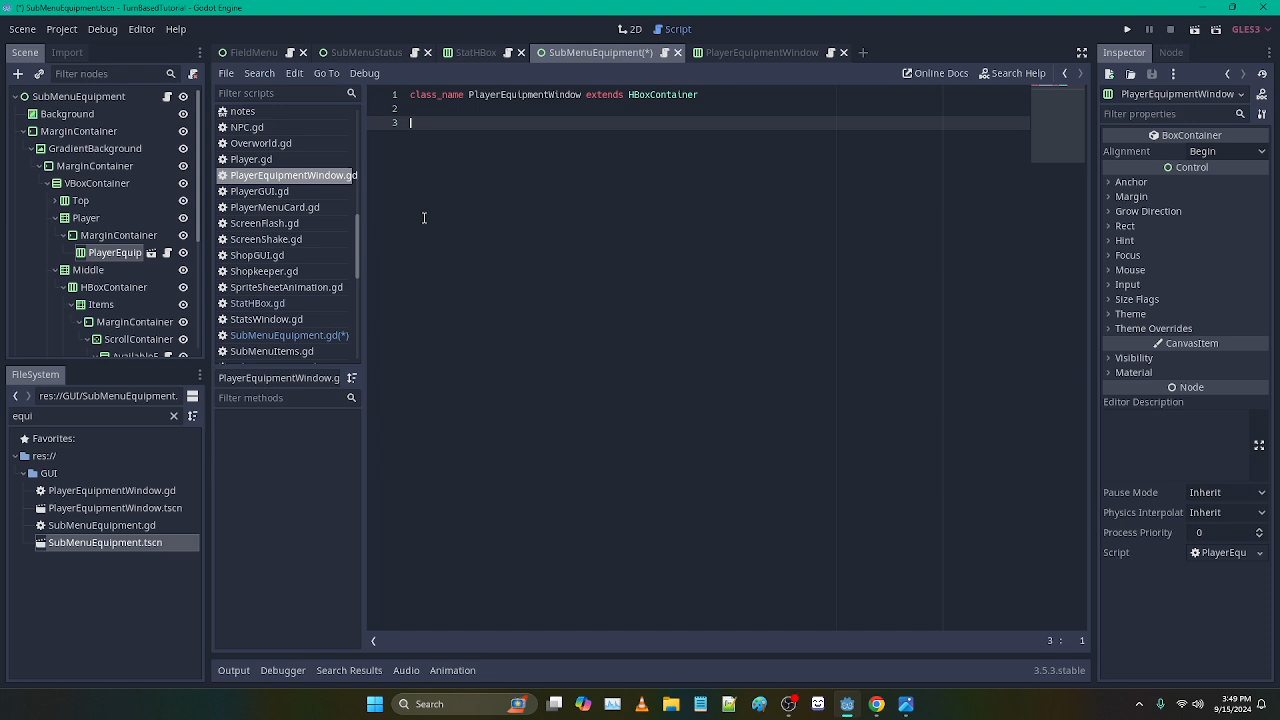 (*) SubMenuEquipment.tscn - TurnBasedTutorial - Godot Engine
Scene Project Debug Editor Help
2D Script
GLES3
Scene Import
FieldMenu SubMenuStatus StatHBox SubMenuEquipment(*) PlayerEquipmentWindow
Inspector Node
Filter nodes
File Search Edit Go To Debug
Online Docs Search Help
SubMenuEquipment
Background
MarginContainer
GradientBackground
MarginContainer
VBoxContainer
Top
Player
MarginContainer
PlayerEquip
Middle
HBoxContainer
Items
MarginContainer
ScrollContainer
FileSystem
res://GUI/SubMenuEquipment.
equi
Favorites:
res://
GUI
PlayerEquipmentWindow.gd
PlayerEquipmentWindow.tscn
SubMenuEquipment.gd
SubMenuEquipment.tscn
Filter scripts
notes
NPC.gd
Overworld.gd
Player.gd
PlayerEquipmentWindow.gd
PlayerGUI.gd
PlayerMenuCard.gd
ScreenFlash.gd
ScreenShake.gd
ShopGUI.gd
Shopkeeper.gd
SpriteSheetAnimation.gd
StatHBox.gd
StatsWindow.gd
SubMenuEquipment.gd(*)
SubMenuItems.gd
PlayerEquipmentWindow.g
Filter methods
1 class_name PlayerEquipmentWindow extends HBoxContainer
2
3
3 : 1
Output Debugger Search Results Audio Animation
3.5.3.stable
PlayerEquipmentWindow
Filter properties
BoxContainer
Alignment Begin
Control
Anchor
Margin
Grow Direction
Rect
Hint
Focus
Mouse
Input
Size Flags
Theme
Theme Overrides
CanvasItem
Visibility
Material
Node
Editor Description
Pause Mode Inherit
Physics Interpolat Inherit
Process Priority 0
Script PlayerEqu
Search
3:49 PM
9/15/2024